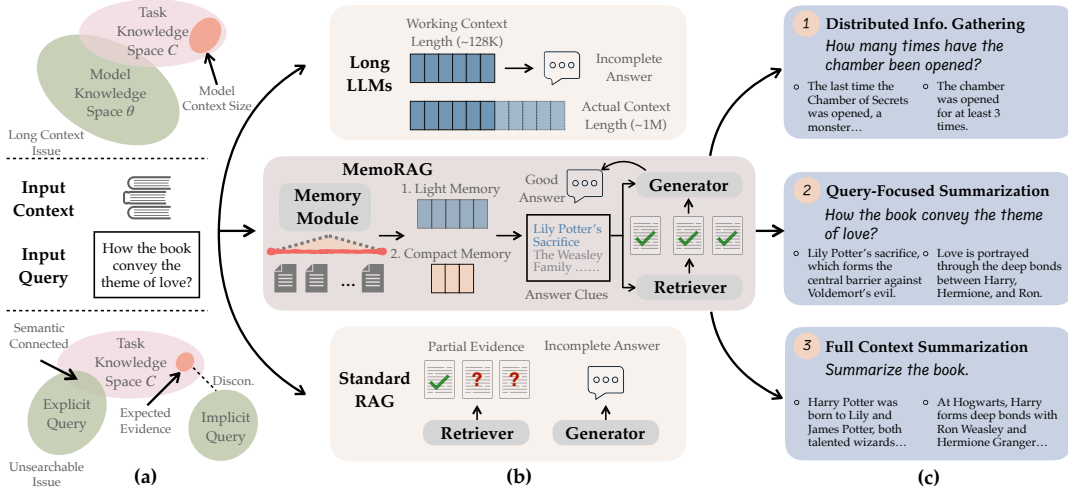 Task
Knowledge
Space C
Model
Knowledge
Space θ
Model
Context Size
Long Context
Issue
Input
Context
Input
Query
How the book
convey the
theme of love?
Semantic
Connected
Task
Knowledge
Space C
Discon.
Explicit
Query
Expected
Evidence
Implicit
Query
Unsearchable
Issue
(a)
Long
LLMs
Working Context
Length (~128K)
Incomplete
Answer
Actual Context
Length (~1M)
MemoRAG
Memory
Module
1. Light Memory
2. Compact Memory
...
Good
Answer
Generator
Lily Potter's
Sacrifice
The Weasley
Family ......
Answer Clues
Retriever
Standard
RAG
Partial Evidence
? ?
Retriever
Incomplete Answer
Generator
(b)
1 Distributed Info. Gathering
How many times have the
chamber been opened?
The last time the
Chamber of Secrets
was opened, a
monster…
The chamber
was opened
for at least 3
times.
2 Query-Focused Summarization
How the book convey the theme
of love?
Lily Potter's sacrifice,
which forms the
central barrier against
Voldemort's evil.
Love is portrayed
through the deep bonds
between Harry,
Hermione, and Ron.
3 Full Context Summarization
Summarize the book.
Harry Potter was
born to Lily and
James Potter, both
talented wizards…
At Hogwarts, Harry
forms deep bonds with
Ron Weasley and
Hermione Granger…
(c)